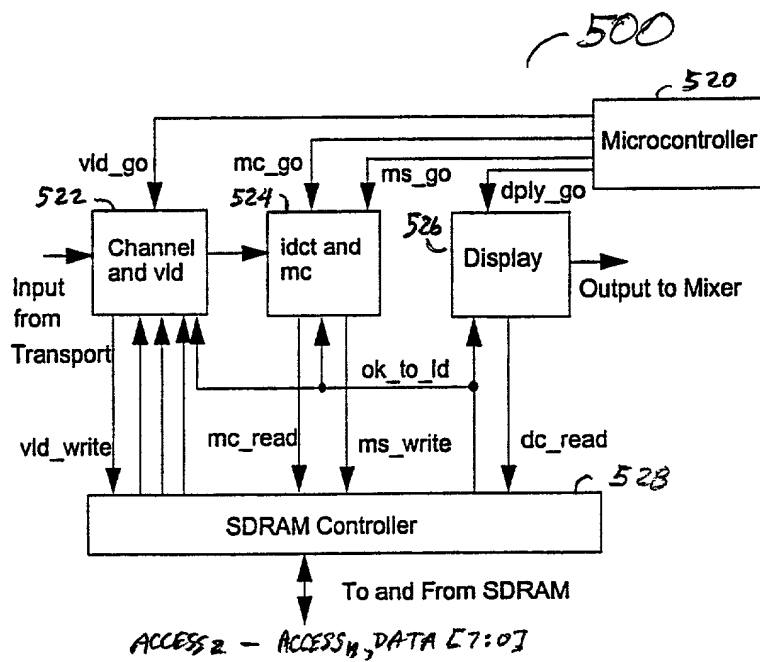 500
520
Microcontroller
vld_go
mc_go
ms_go
dply_go
522
524
526
Channel
and vld
idct and
mc
Display
Input
from
Transport
Output to Mixer
ok_to_ld
vld_write
mc_read
ms_write
dc_read
528
SDRAM Controller
To and From SDRAM
DATA [7:0]